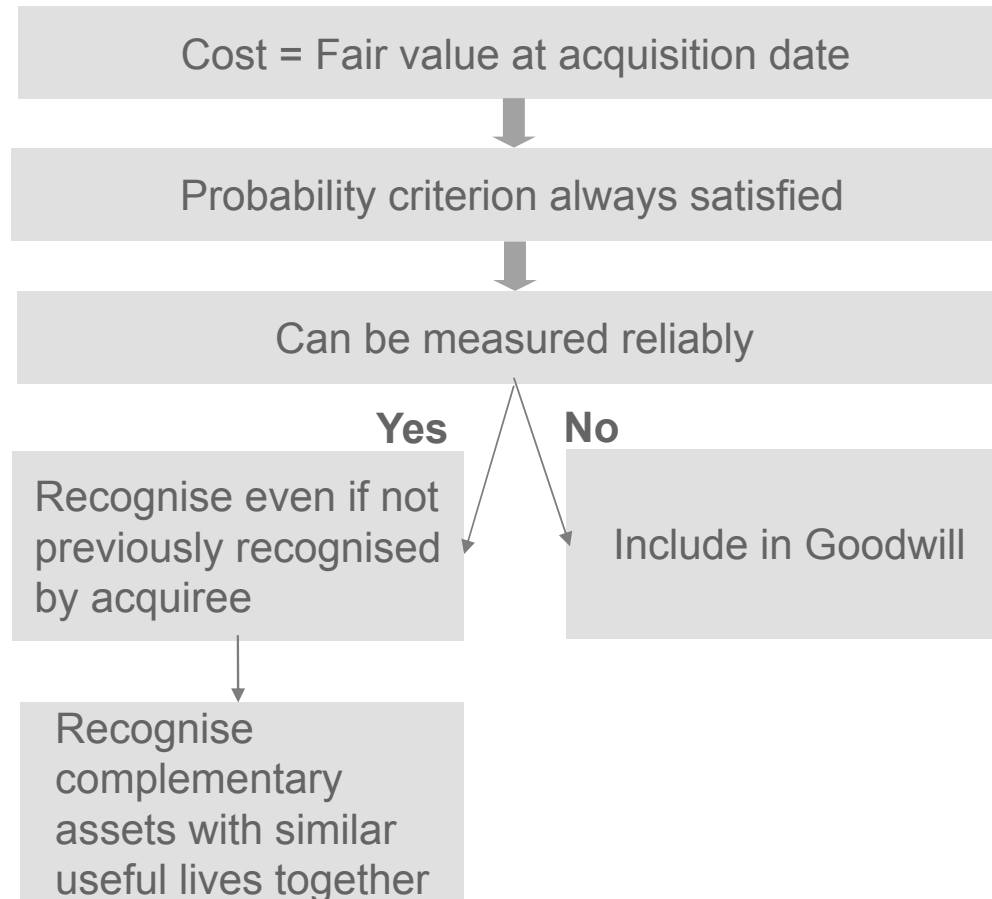 Cost = Fair value at acquisition date
Probability criterion always satisfied
Can be measured reliably
Yes
No
Recognise even if not
previously recognised
by acquiree
Include in Goodwill
Recognise
complementary
assets with similar
useful lives together